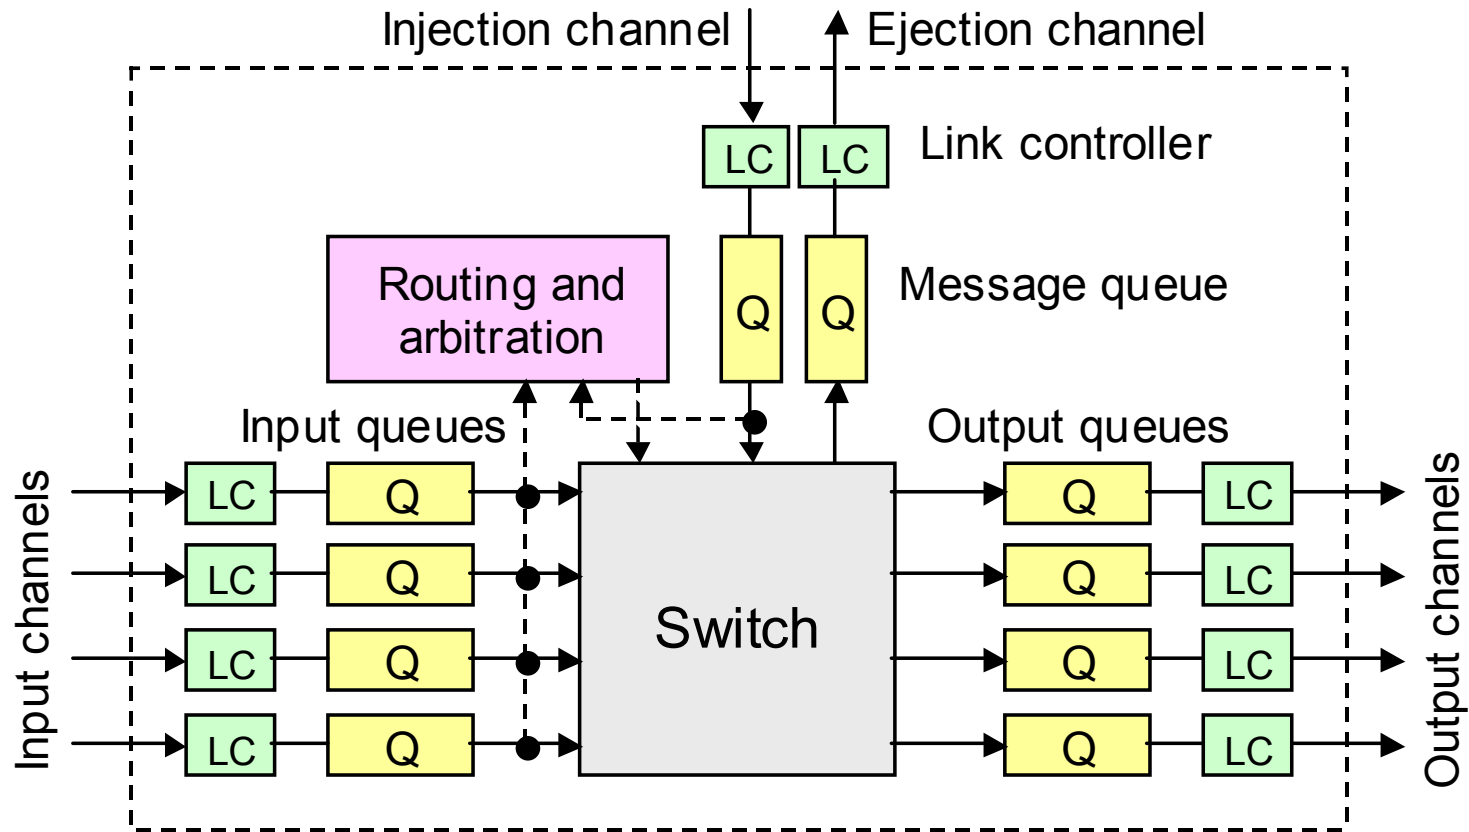 Injection channel
Ejection channel
LC
LC
Link controller
Routing and
arbitration
Q
Q
Message queue
Input queues
Output queues
Input channels
LC
Q
Q
LC
LC
Q
Q
LC
Switch
LC
Q
Q
LC
LC
Q
Q
LC
Output channels